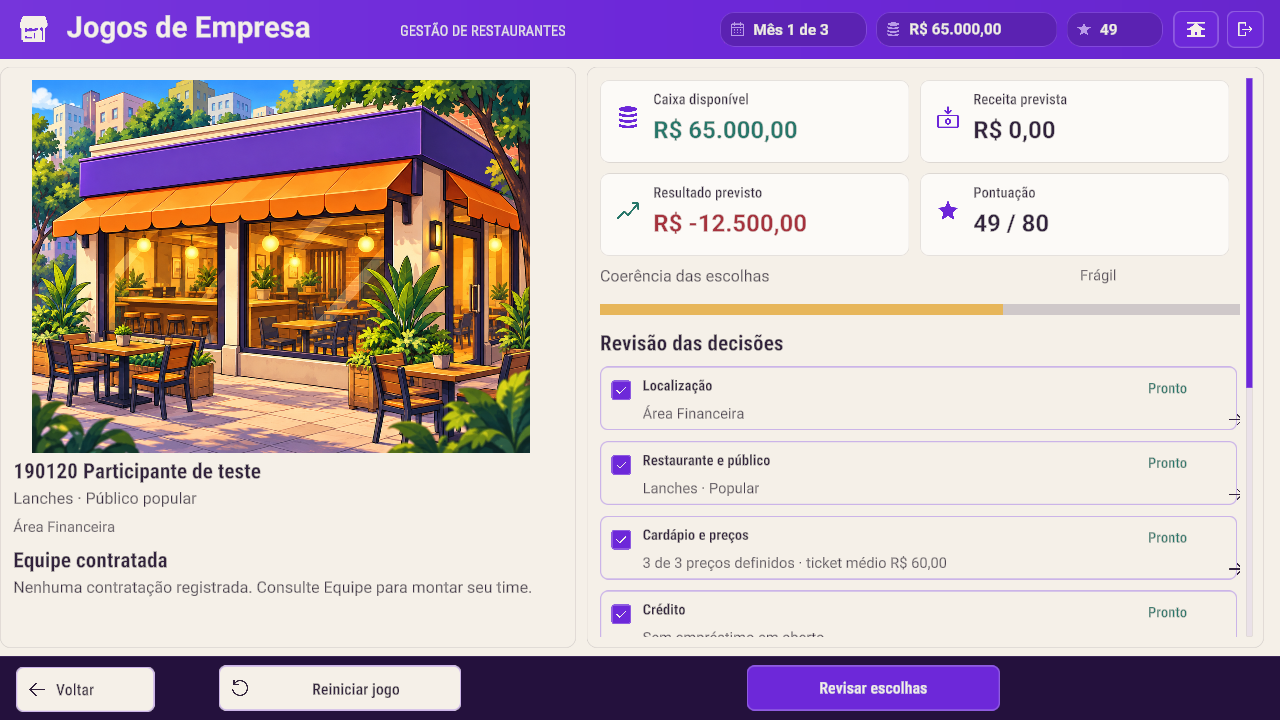 Jogos de Empresa
GESTÃO DE RESTAURANTES
Mês 1 de 3
R$ 65.000,00
49
190120 Participante de teste
Lanches · Público popular
Área Financeira
Equipe contratada
Nenhuma contratação registrada. Consulte Equipe para montar seu time.
Caixa disponível
R$ 65.000,00
Receita prevista
R$ 0,00
Resultado previsto
R$ -12.500,00
Pontuação
49 / 80
Coerência das escolhas
Frágil
Revisão das decisões
Localização
Pronto
Área Financeira
Restaurante e público
Pronto
Lanches · Popular
Cardápio e preços
Pronto
3 de 3 preços definidos · ticket médio R$ 60,00
Crédito
Pronto
Sem empréstimo em aberto
Voltar
Reiniciar jogo
Revisar escolhas